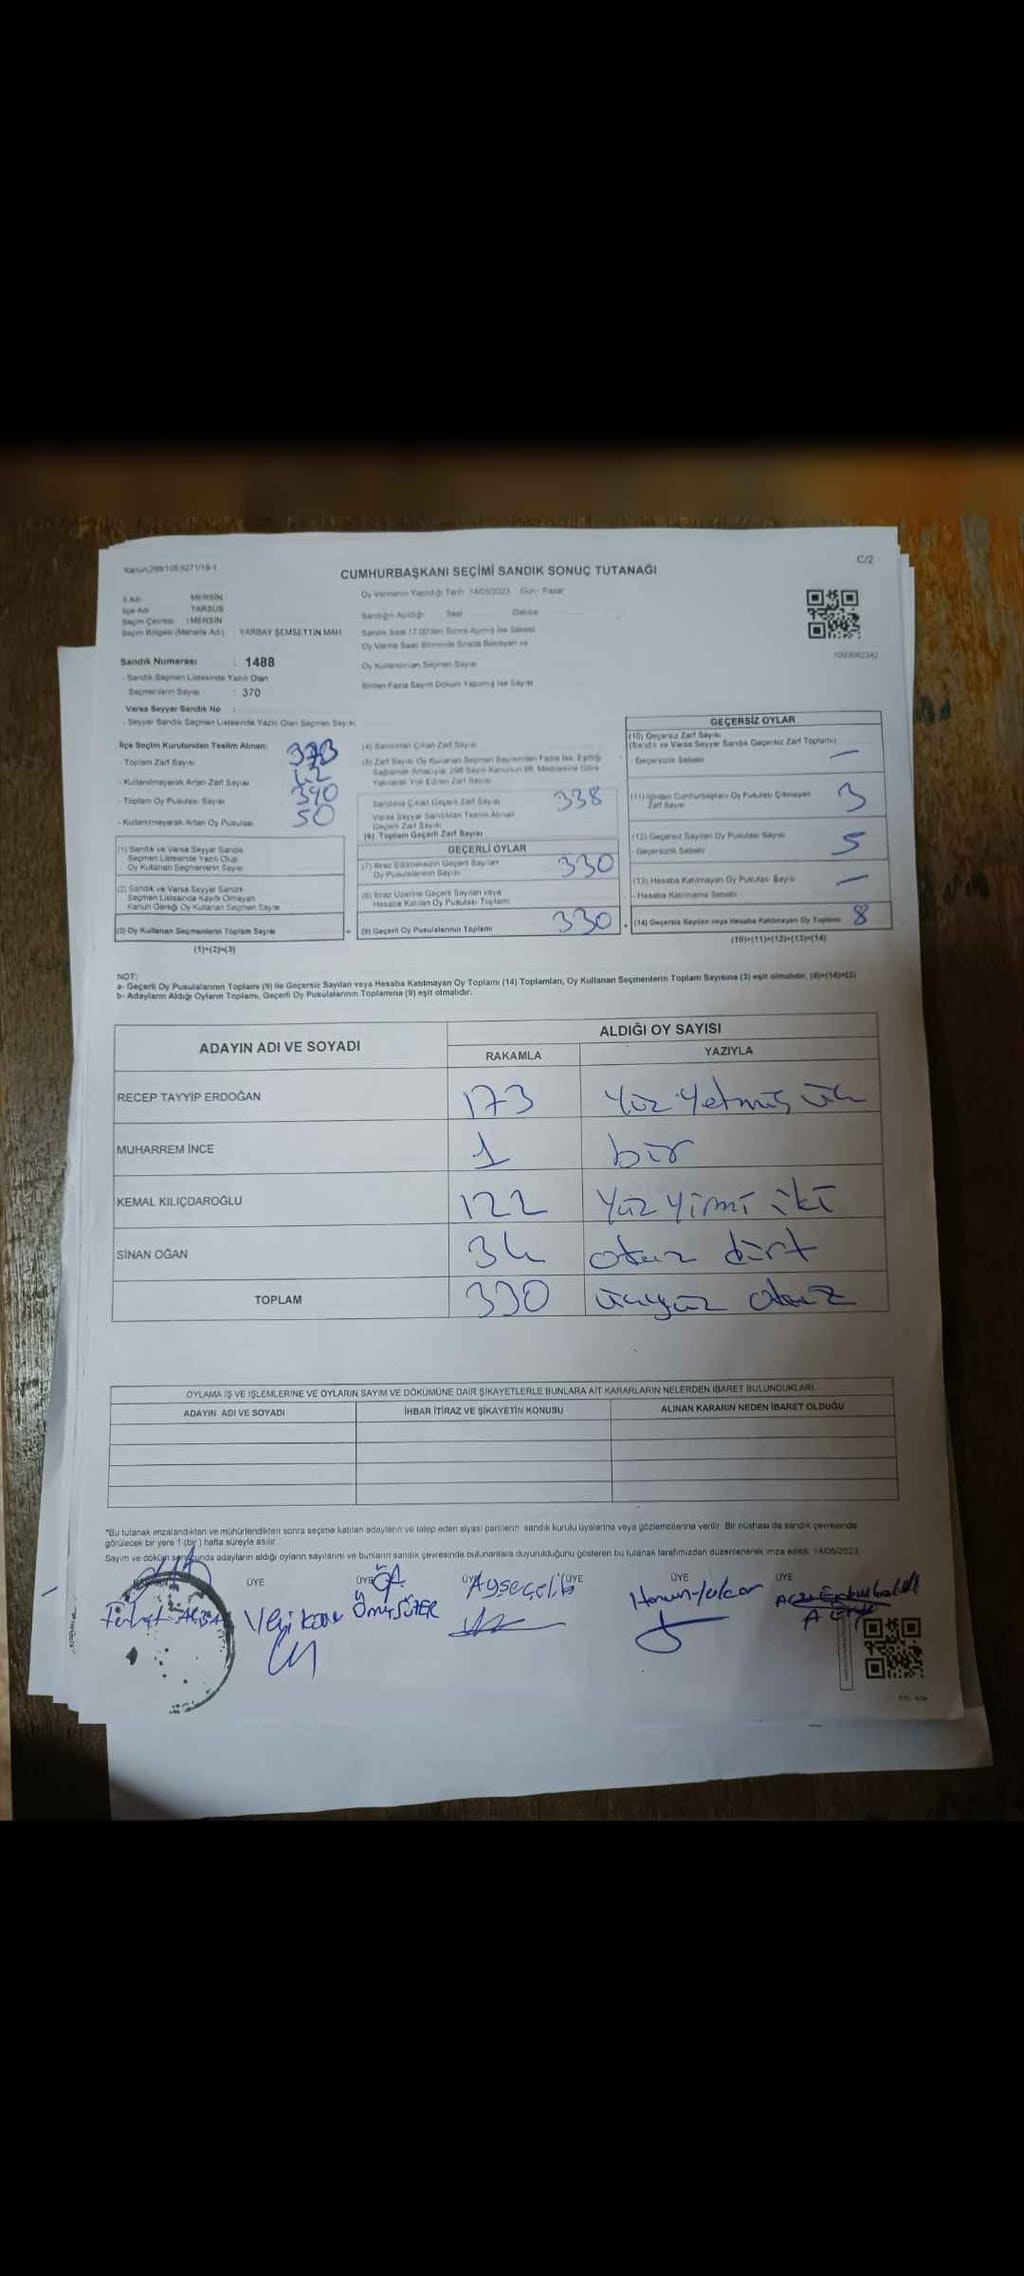 Kanun:298/105 6271/18-1
C/2
CUMHURBAŞKANI SEÇİMİ SANDIK SONUÇ TUTANAĞI
İl Adı : MERSİN
İlçe Adı : TARSUS
Seçim Çevresi : MERSİN
Seçim Bölgesi (Mahalle Adı) : YARBAY ŞEMSETTİN MAH
Sandık Numarası : 1488
- Sandık Seçmen Listesinde Yazılı Olan
Seçmenlerin Sayısı : 370
Varsa Seyyar Sandık No :
- Seyyar Sandık Seçmen Listesinde Yazılı Olan Seçmen Sayısı
Oy Vermenin Yapıldığı Tarih: 14/05/2023 Gün: Pazar
Sandığın Açıldığı Saat Dakika
Sandık Saat 17.00'den Sonra Açılmış İse Sebebi
Oy Verme Saati Bitiminde Sırada Bekleyen ve
Oy Kullandırılan Seçmen Sayısı
Birden Fazla Sayım Döküm Yapılmış İse Sayısı
İlçe Seçim Kurulundan Teslim Alınan:
- Toplam Zarf Sayısı
- Kullanılmayarak Artan Zarf Sayısı
- Toplam Oy Pusulası Sayısı 390
- Kullanılmayarak Artan Oy Pusulası 50
(1) Sandık ve Varsa Seyyar Sandık
Seçmen Listesinde Yazılı Olup
Oy Kullanan Seçmenlerin Sayısı
(2) Sandık ve Varsa Seyyar Sandık
Seçmen Listesinde Kayıtlı Olmayan
Kanun Gereği Oy Kullanan Seçmen Sayısı
(3) Oy Kullanan Seçmenlerin Toplam Sayısı
(1)+(2)=(3)
(4) Sandıktan Çıkan Zarf Sayısı
(5) Zarf Sayısı Oy Kullanan Seçmen Sayısından Fazla İse, Eşitliği
Sağlamak Amacıyla 298 Sayılı Kanunun 98. Maddesine Göre
Yakılarak Yok Edilen Zarf Sayısı
Sandıkta Çıkan Geçerli Zarf Sayısı 338
Varsa Seyyar Sandıktan Teslim Alınan
Geçerli Zarf Sayısı
(6) Toplam Geçerli Zarf Sayısı
GEÇERLİ OYLAR
(7) İtiraz Edilmeksizin Geçerli Sayılan
Oy Pusulalarının Sayısı 330
(8) İtiraz Üzerine Geçerli Sayılan veya
Hesaba Katılan Oy Pusulası Toplamı
(9) Geçerli Oy Pusulalarının Toplamı 330
GEÇERSİZ OYLAR
(10) Geçersiz Zarf Sayısı
(Sandık ve Varsa Seyyar Sandık Geçersiz Zarf Toplamı)
- Geçersizlik Sebebi —
(11) İçinden Cumhurbaşkanı Oy Pusulası Çıkmayan
Zarf Sayısı 3
(12) Geçersiz Sayılan Oy Pusulası Sayısı 5
- Geçersizlik Sebebi
(13) Hesaba Katılmayan Oy Pusulası Sayısı —
- Hesaba Katılmama Sebebi
(14) Geçersiz Sayılan veya Hesaba Katılmayan Oy Toplamı 8
(10)+(11)+(12)+(13)=(14)
NOT:
a- Geçerli Oy Pusulalarının Toplamı (9) ile Geçersiz Sayılan veya Hesaba Katılmayan Oy Toplamı (14) Toplamları, Oy Kullanan Seçmenlerin Toplam Sayısına (3) eşit olmalıdır. (9)+(14)=(3)
b- Adayların Aldığı Oyların Toplamı, Geçerli Oy Pusulalarının Toplamına (9) eşit olmalıdır.
ADAYIN ADI VE SOYADI ALDIĞI OY SAYISI
RAKAMLA YAZIYLA
RECEP TAYYİP ERDOĞAN 173 Yüz yetmiş üç
MUHARREM İNCE 1 bir
KEMAL KILIÇDAROĞLU 122 Yüz yirmi iki
SİNAN OĞAN 34 otuz dört
TOPLAM 330 üçyüz otuz
OYLAMA İŞ VE İŞLEMLERİNE VE OYLARIN SAYIM VE DÖKÜMÜNE DAİR ŞİKAYETLERLE BUNLARA AİT KARARLARIN NELERDEN İBARET BULUNDUKLARI
ADAYIN ADI VE SOYADI İHBAR İTİRAZ VE ŞİKAYETİN KONUSU ALINAN KARARIN NEDEN İBARET OLDUĞU
*Bu tutanak imzalandıktan ve mühürlendikten sonra seçime katılan adayların ve talep eden siyasi partilerin sandık kurulu üyelerine veya gözlemcilerine verilir. Bir nüshası da sandık çevresinde
görülecek bir yere 1 (bir) hafta süreyle asılır.
Sayım ve döküm sonucunda adayların aldığı oyların sayılarını ve bunların sandık çevresinde bulunanlara duyurulduğunu gösteren bu tutanak tarafımızdan düzenlenerek imza edildi. 14/05/2023
ÜYE ÜYE ÜYE ÜYE ÜYE ÜYE
Ayşe Çelik